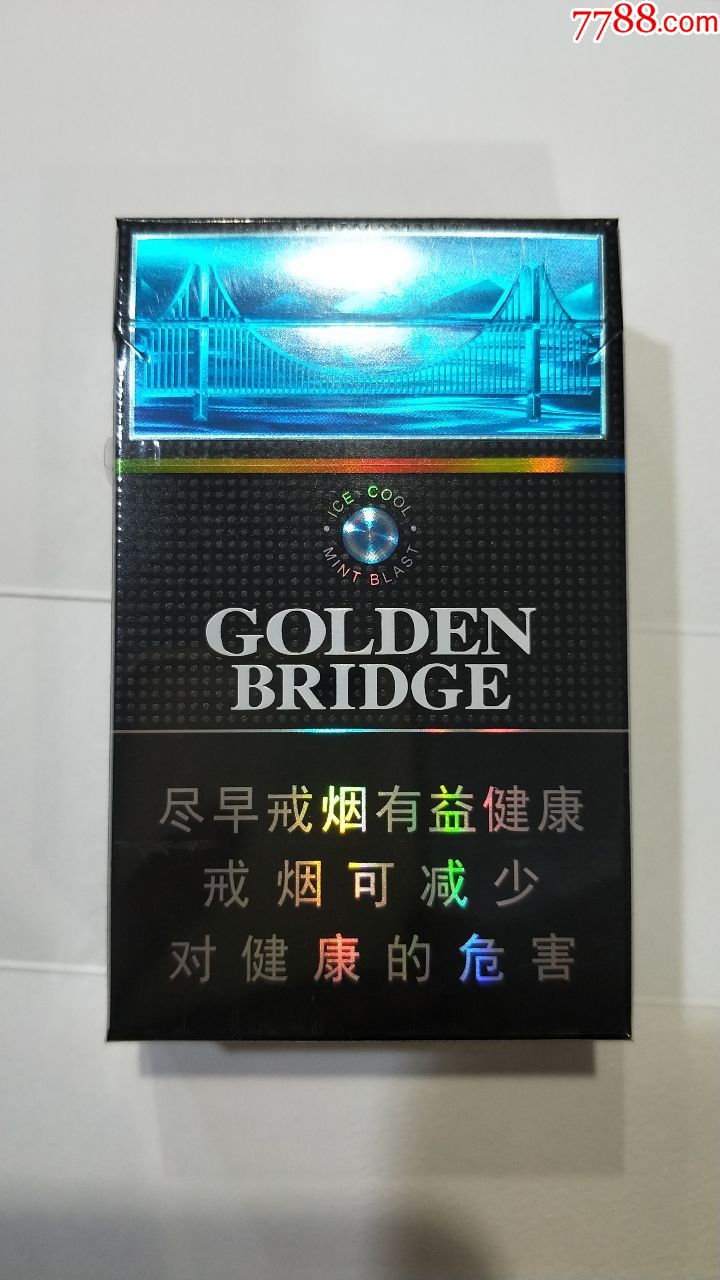 7788.com
ICE COOL
MINT BLAST
GOLDEN
BRIDGE
尽早戒烟有益健康
戒烟可减少
对健康的危害